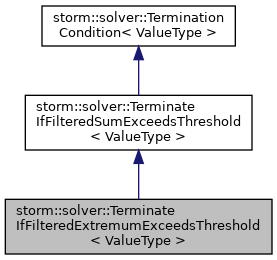 storm::solver::Termination
Condition< ValueType >
storm::solver::Terminate
IfFilteredSumExceedsThreshold
< ValueType >
storm::solver::Terminate
IfFilteredExtremumExceedsThreshold
< ValueType >